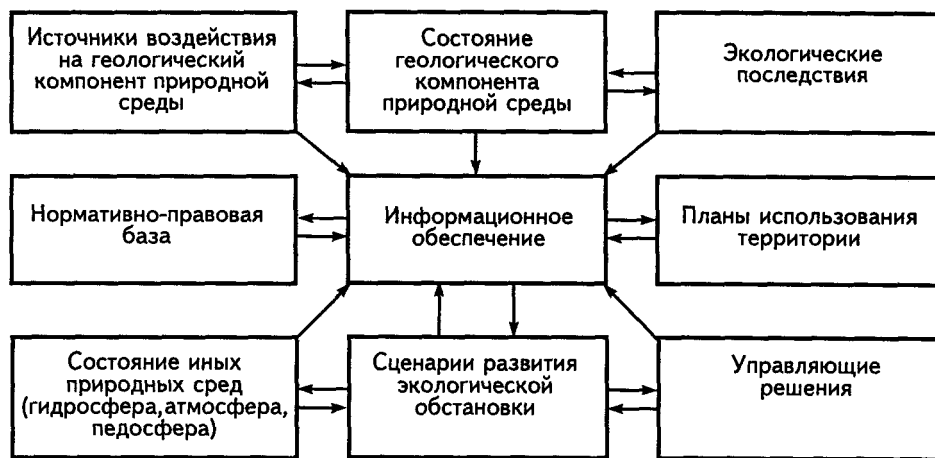 Источники воздействия
на геологический
компонент природной
среды
Состояние
геологического
компонента
природной среды
Экологические
последствия
Нормативно-правовая
база
Информационное
обеспечение
Планы использования
территории
Состояние иных
природных сред
(гидросфера,атмосфера,
педосфера)
Сценарии развития
экологической
обстановки
Управляющие
решения